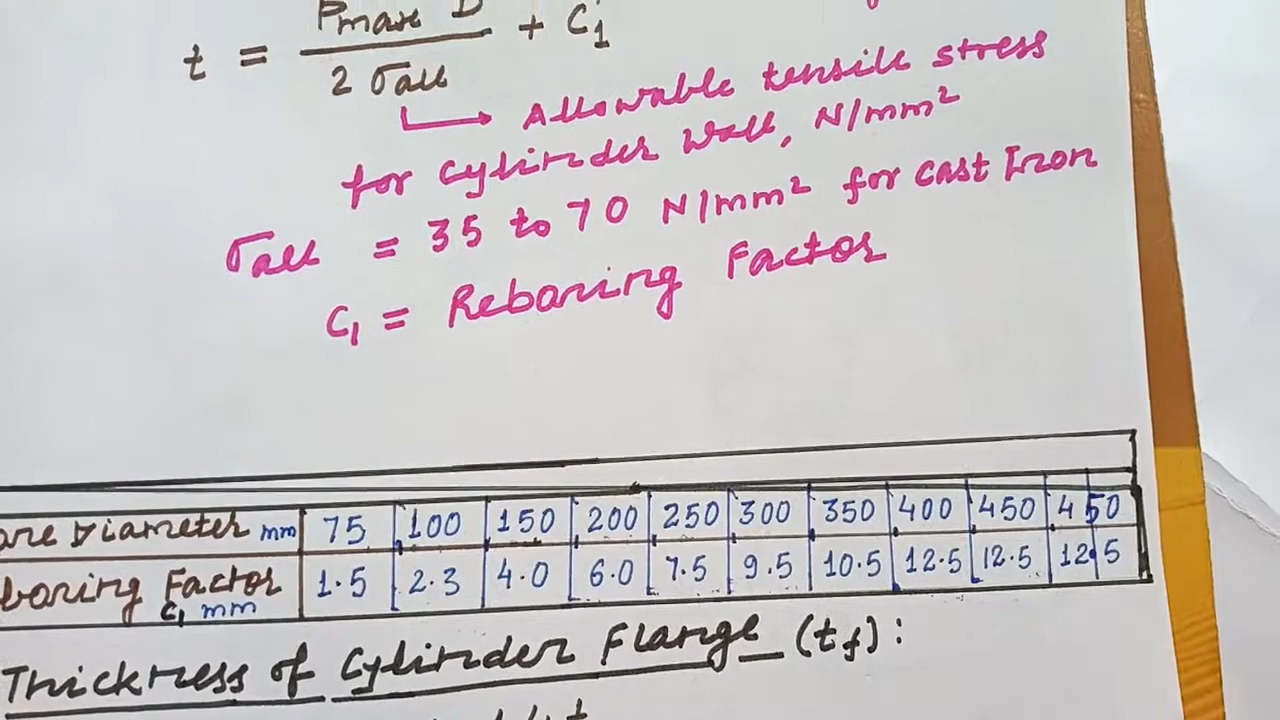 t = Pmax D / 2 σall + C1
→ Allowable tensile stress
for Cylinder Wall, N/mm²
σall = 35 to 70 N/mm² for Cast Iron
C1 = Reboring Factor
ore Diameter mm 75 100 150 200 250 300 350 400 450 450
boring Factor C1 mm 1.5 2.3 4.0 6.0 7.5 9.5 10.5 12.5 12.5 12.5
Thickness of Cylinder Flange (tf):